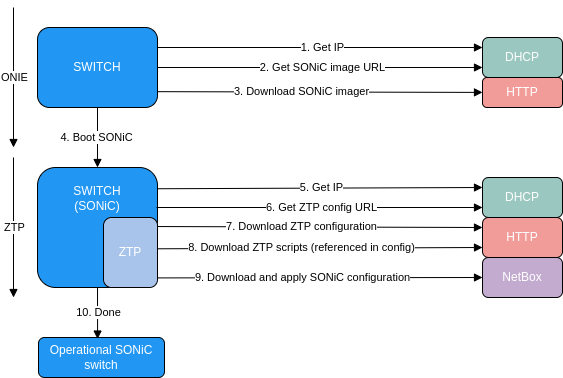 ONIE
SWITCH
1. Get IP
2. Get SONiC image URL
3. Download SONiC imager
DHCP
HTTP
4. Boot SONiC
ZTP
SWITCH
(SONiC)
ZTP
5. Get IP
6. Get ZTP config URL
7. Download ZTP configuration
8. Download ZTP scripts (referenced in config)
9. Download and apply SONiC configuration
DHCP
HTTP
NetBox
10. Done
Operational SONiC
switch